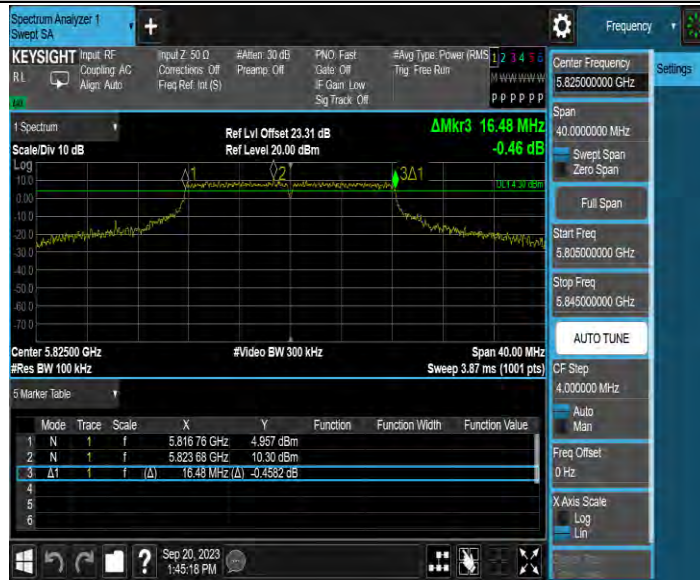 Spectrum Analyzer 1
Swept SA
+
Frequency
KEYSIGHT
RL
Input: RF
Coupling: AC
Align: Auto
Input Z: 50 Ω
Corrections: Off
Freq Ref: Int (S)
#Atten: 30 dB
Preamp: Off
PNO: Fast
Gate: Off
IF Gain: Low
Sig Track: Off
#Avg Type: Power (RMS
Trig: Free Run
1 2 3 4 5 6
M W W W W W
P P P P P P
Center Frequency
5.825000000 GHz
Settings
Span
40.0000000 MHz
Swept Span
Zero Span
Full Span
Start Freq
5.805000000 GHz
Stop Freq
5.845000000 GHz
AUTO TUNE
CF Step
4.000000 MHz
Auto
Man
Freq Offset
0 Hz
X Axis Scale
Log
Lin
1 Spectrum
Scale/Div 10 dB
Ref Lvl Offset 23.31 dB
Ref Level 20.00 dBm
ΔMkr3 16.48 MHz
-0.46 dB
Log
10.0
0.00
-10.0
-20.0
-30.0
-40.0
-50.0
-60.0
-70.0
1
2
3Δ1
DL1 4.30 dBm
Center 5.82500 GHz
#Res BW 100 kHz
#Video BW 300 kHz
Span 40.00 MHz
Sweep 3.87 ms (1001 pts)
5 Marker Table
Mode Trace Scale X Y Function Function Width Function Value
1 N 1 f 5.816 76 GHz 4.957 dBm
2 N 1 f 5.823 68 GHz 10.30 dBm
3 Δ1 1 f (Δ) 16.48 MHz (Δ) -0.4582 dB
4
5
6
?
Sep 20, 2023
1:45:18 PM